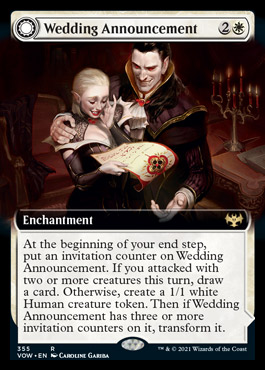 Wedding Announcement 2
Enchantment
At the beginning of your end step,
put an invitation counter on Wedding
Announcement. If you attacked with
two or more creatures this turn, draw
a card. Otherwise, create a 1/1 white
Human creature token. Then if Wedding
Announcement has three or more
invitation counters on it, transform it.
355 R
VOW • EN CAROLINE GARIBA
™ & © 2021 Wizards of the Coast